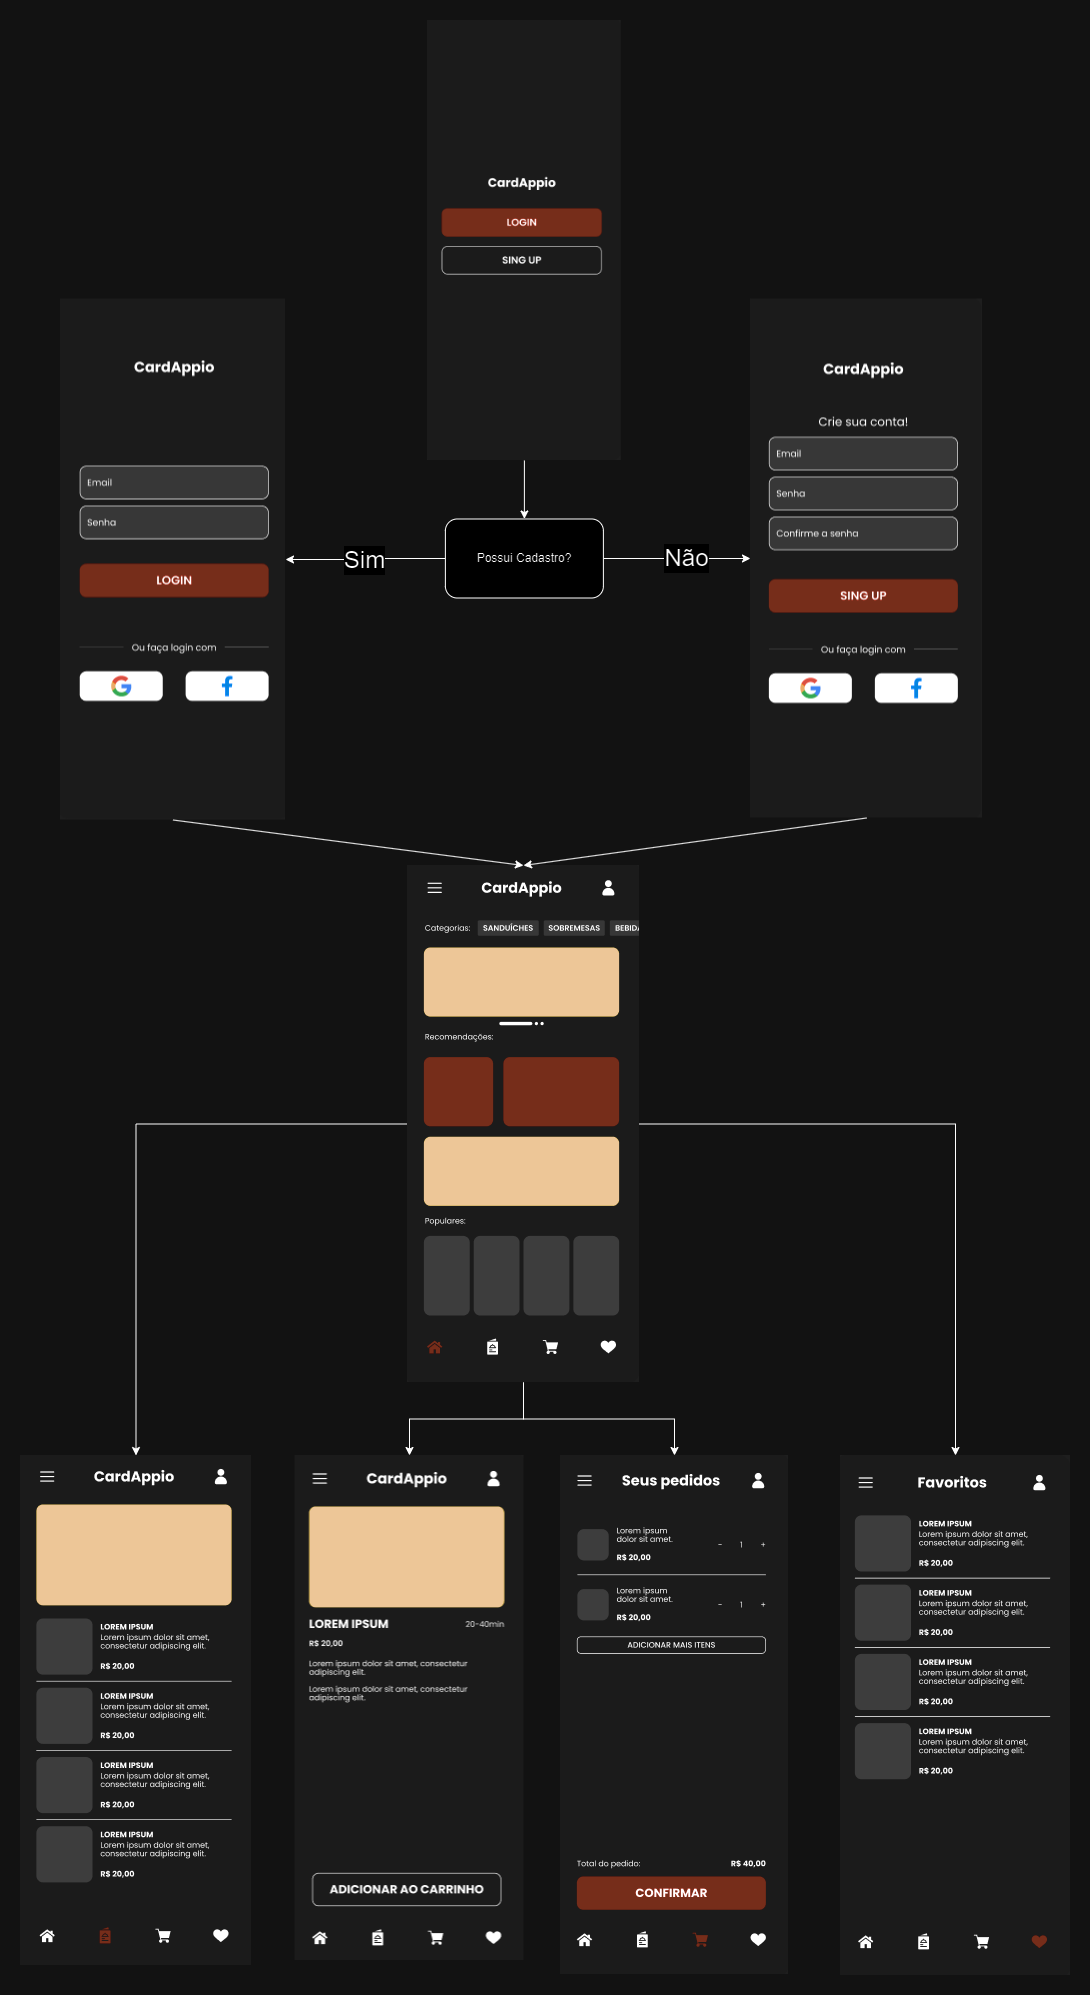 CardAppio
LOGIN
SING UP
CardAppio
Email
Senha
LOGIN
Ou faça login com
Possui Cadastro?
Sim
Não
CardAppio
Crie sua conta!
Email
Senha
Confirme a senha
SING UP
Ou faça login com
CardAppio
Categorias: SANDUÍCHES SOBREMESAS BEBIDA
Recomendações:
Populares:
CardAppio
LOREM IPSUM
Lorem ipsum dolor sit amet,
consectetur adipiscing elit.
R$ 20,00
LOREM IPSUM
Lorem ipsum dolor sit amet,
consectetur adipiscing elit.
R$ 20,00
LOREM IPSUM
Lorem ipsum dolor sit amet,
consectetur adipiscing elit.
R$ 20,00
LOREM IPSUM
Lorem ipsum dolor sit amet,
consectetur adipiscing elit.
R$ 20,00
CardAppio
LOREM IPSUM 20-40min
R$ 20,00
Lorem ipsum dolor sit amet, consectetur
adipiscing elit.
Lorem ipsum dolor sit amet, consectetur
adipiscing elit.
ADICIONAR AO CARRINHO
Seus pedidos
Lorem ipsum
dolor sit amet.
R$ 20,00
- 1 +
Lorem ipsum
dolor sit amet.
R$ 20,00
- 1 +
ADICIONAR MAIS ITENS
Total do pedido: R$ 40,00
CONFIRMAR
Favoritos
LOREM IPSUM
Lorem ipsum dolor sit amet,
consectetur adipiscing elit.
R$ 20,00
LOREM IPSUM
Lorem ipsum dolor sit amet,
consectetur adipiscing elit.
R$ 20,00
LOREM IPSUM
Lorem ipsum dolor sit amet,
consectetur adipiscing elit.
R$ 20,00
LOREM IPSUM
Lorem ipsum dolor sit amet,
consectetur adipiscing elit.
R$ 20,00